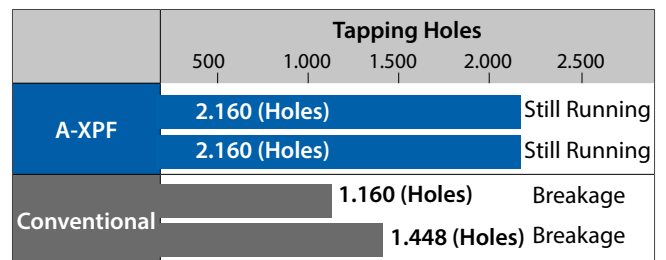 Tapping Holes
500 1.000 1.500 2.000 2.500
A-XPF
2.160 (Holes) Still Running
2.160 (Holes) Still Running
Conventional
1.160 (Holes) Breakage
1.448 (Holes) Breakage